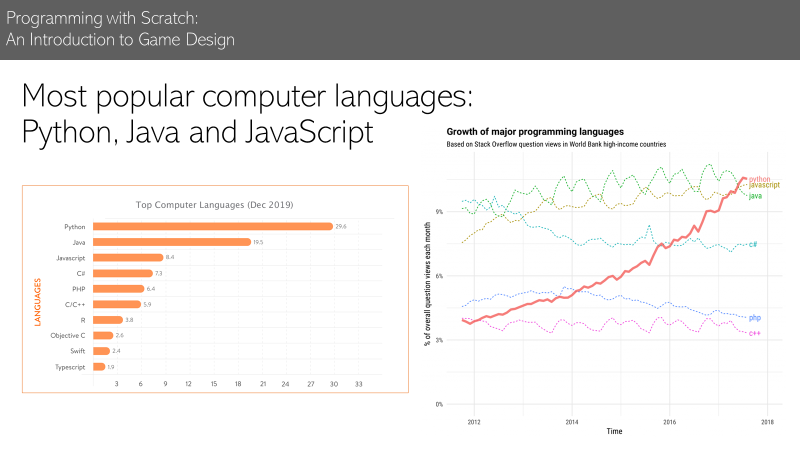 Programming with Scratch:
An Introduction to Game Design
Most popular computer languages:
Python, Java and JavaScript
Top Computer Languages (Dec 2019)
LANGUAGES
Python 29.6
Java 19.5
Javascript 8.4
C# 7.3
PHP 6.4
C/C++ 5.9
R 3.8
Objective C 2.6
Swift 2.4
Typescript 1.9
3 6 9 12 15 18 21 24 27 30 33
Growth of major programming languages
Based on Stack Overflow question views in World Bank high-income countries
% of overall question views each month
9%
6%
3%
0%
python
javascript
java
c#
php
c++
2012 2014 2016 2018
Time